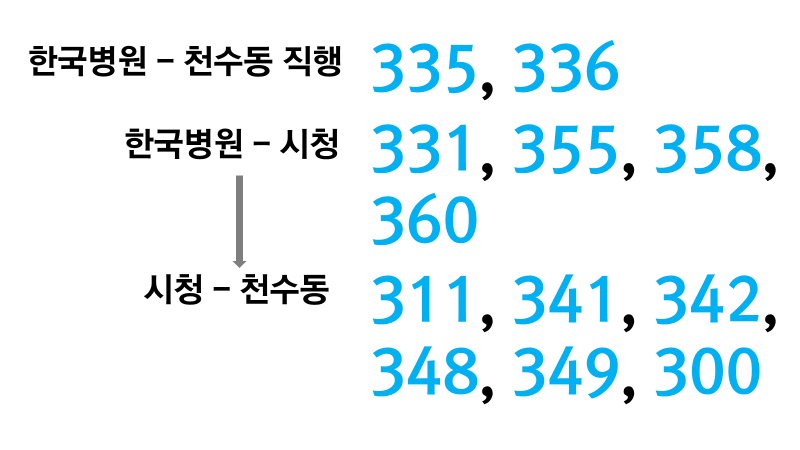 한국병원 – 천수동 직행 335, 336
한국병원 – 시청 331, 355, 358,
360
시청 – 천수동 311, 341, 342,
348, 349, 300